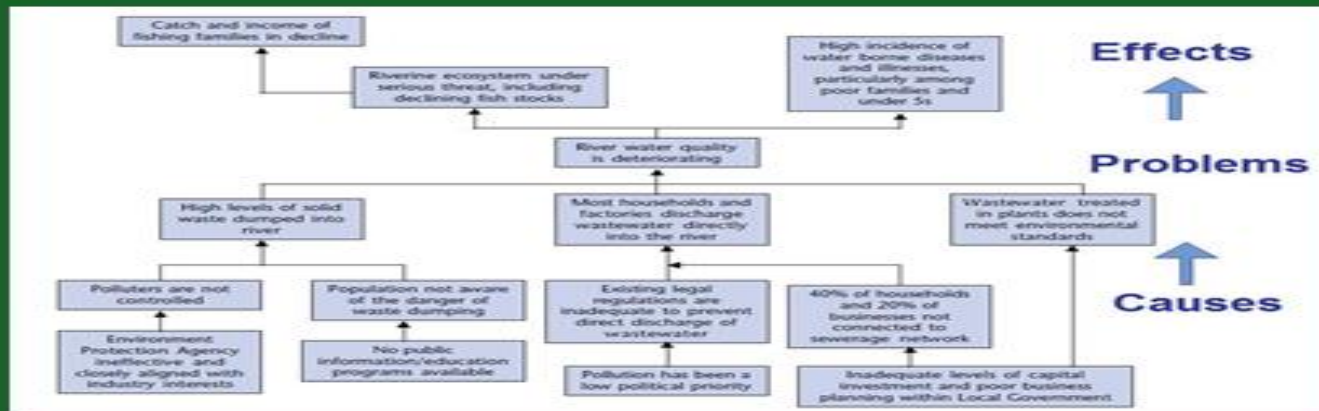 Catch and income of
fishing families in decline
High incidence of
water borne diseases
and illnesses,
particularly among
poor families and
under 5s
Effects
Riverine ecosystem under
serious threat, including
declining fish stocks
River water quality
is deteriorating
Problems
High levels of solid
waste dumped into
river
Most households and
factories discharge
wastewater directly
into the river
Wastewater treated
in plants does not
meet environmental
standards
Polluters are not
controlled
Population not aware
of the danger of
waste dumping
Existing legal
regulations are
inadequate to prevent
direct discharge of
wastewater
40% of households
and 20% of
businesses not
connected to
sewerage network
Causes
Environment
Protection Agency
ineffective and
closely aligned with
industry interests
No public
information/education
programs available
Pollution has been a
low political priority
Inadequate levels of capital
investment and poor business
planning within Local Government